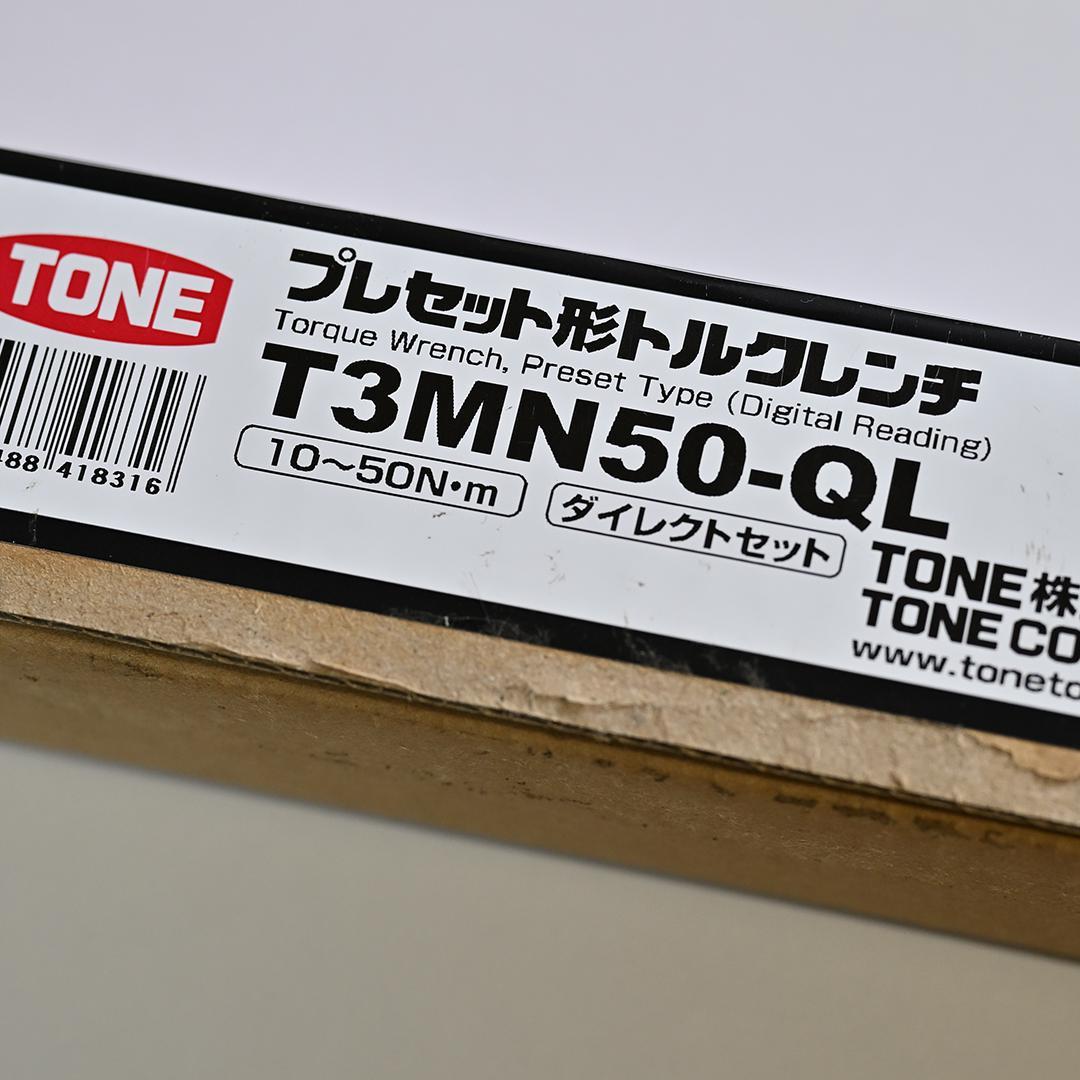 TONE
プレセット形トルクレンチ
Torque Wrench, Preset Type (Digital Reading)
T3MN50-QL
10～50N・m
ダイレクトセット
488 418316
TONE株
TONE CO
www.toneto